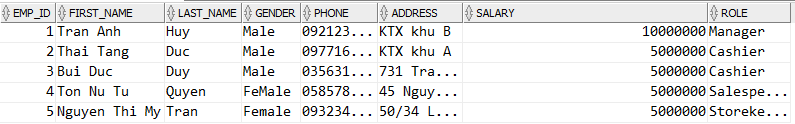 EMP_ID FIRST_NAME LAST_NAME GENDER PHONE ADDRESS SALARY ROLE
1 Tran Anh Huy Male 092123... KTX khu B 10000000 Manager
2 Thai Tang Duc Male 097716... KTX khu A 5000000 Cashier
3 Bui Duc Duy Male 035631... 731 Tra... 5000000 Cashier
4 Ton Nu Tu Quyen FeMale 058578... 45 Nguy... 5000000 Salespe...
5 Nguyen Thi My Tran Female 093234... 50/34 L... 5000000 Storeke...